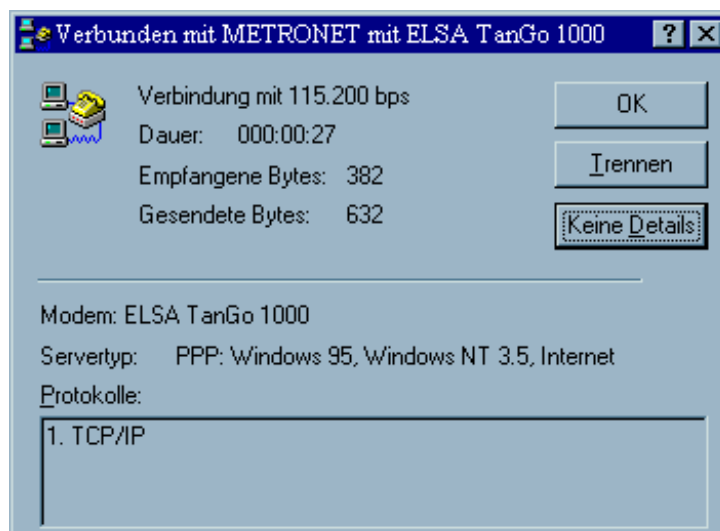 Verbunden mit METRONET mit ELSA TanGo 1000
Verbindung mit 115.200 bps
Dauer: 000:00:27
Empfangene Bytes: 382
Gesendete Bytes: 632
OK
Trennen
Keine Details
Modem: ELSA TanGo 1000
Servertyp: PPP: Windows 95, Windows NT 3.5, Internet
Protokolle:
1. TCP/IP